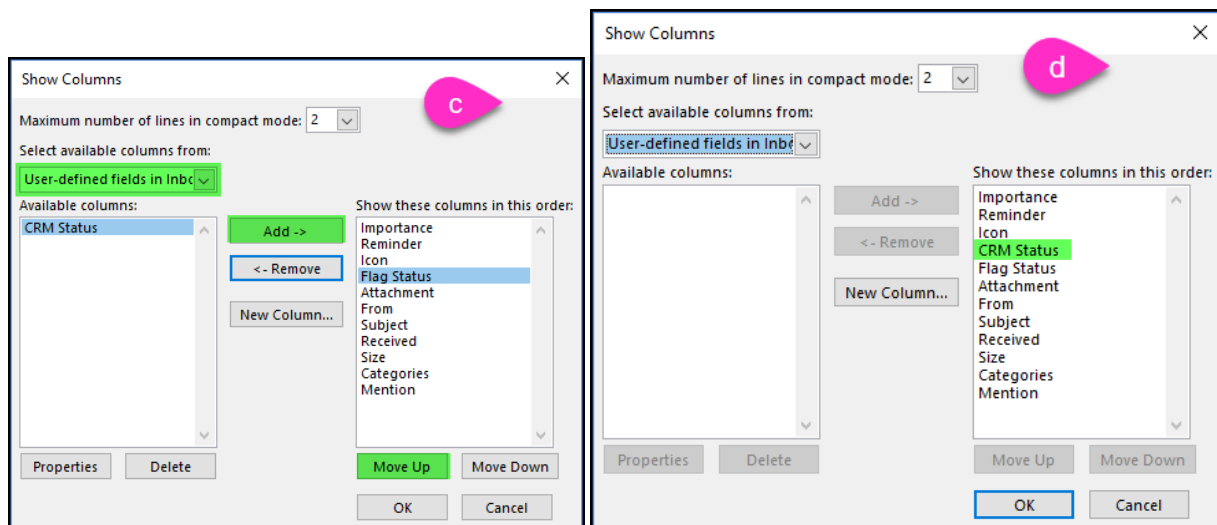 Show Columns
c
Maximum number of lines in compact mode: 2
Select available columns from:
User-defined fields in Inbc
Available columns:
Show these columns in this order:
CRM Status
Add ->
<- Remove
New Column...
Importance
Reminder
Icon
Flag Status
Attachment
From
Subject
Received
Size
Categories
Mention
Properties
Delete
Move Up
Move Down
OK
Cancel
Show Columns
d
Maximum number of lines in compact mode: 2
Select available columns from:
User-defined fields in Inbo
Available columns:
Show these columns in this order:
Add ->
<- Remove
New Column...
Importance
Reminder
Icon
CRM Status
Flag Status
Attachment
From
Subject
Received
Size
Categories
Mention
Properties
Delete
Move Up
Move Down
OK
Cancel